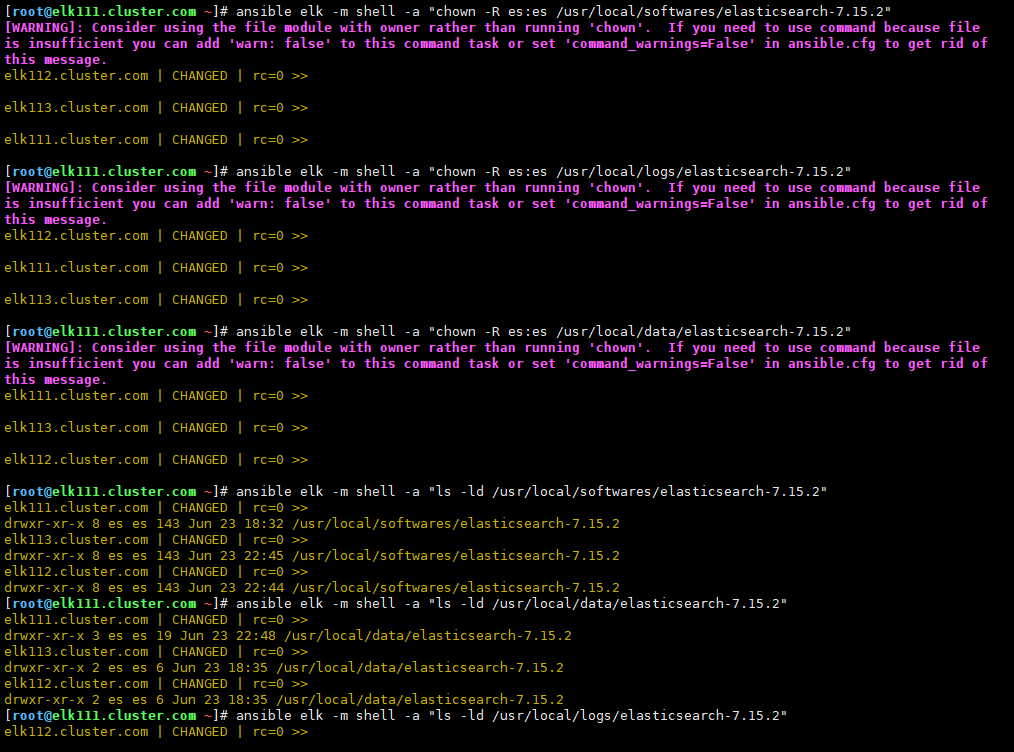 [root@elk111.cluster.com ~]# ansible elk -m shell -a "chown -R es:es /usr/local/softwares/elasticsearch-7.15.2"
[WARNING]: Consider using the file module with owner rather than running 'chown'.  If you need to use command because file
is insufficient you can add 'warn: false' to this command task or set 'command_warnings=False' in ansible.cfg to get rid of
this message.
elk112.cluster.com | CHANGED | rc=0 >>
elk113.cluster.com | CHANGED | rc=0 >>
elk111.cluster.com | CHANGED | rc=0 >>
[root@elk111.cluster.com ~]# ansible elk -m shell -a "chown -R es:es /usr/local/logs/elasticsearch-7.15.2"
[WARNING]: Consider using the file module with owner rather than running 'chown'.  If you need to use command because file
is insufficient you can add 'warn: false' to this command task or set 'command_warnings=False' in ansible.cfg to get rid of
this message.
elk112.cluster.com | CHANGED | rc=0 >>
elk111.cluster.com | CHANGED | rc=0 >>
elk113.cluster.com | CHANGED | rc=0 >>
[root@elk111.cluster.com ~]# ansible elk -m shell -a "chown -R es:es /usr/local/data/elasticsearch-7.15.2"
[WARNING]: Consider using the file module with owner rather than running 'chown'.  If you need to use command because file
is insufficient you can add 'warn: false' to this command task or set 'command_warnings=False' in ansible.cfg to get rid of
this message.
elk111.cluster.com | CHANGED | rc=0 >>
elk113.cluster.com | CHANGED | rc=0 >>
elk112.cluster.com | CHANGED | rc=0 >>
[root@elk111.cluster.com ~]# ansible elk -m shell -a "ls -ld /usr/local/softwares/elasticsearch-7.15.2"
elk111.cluster.com | CHANGED | rc=0 >>
drwxr-xr-x 8 es es 143 Jun 23 18:32 /usr/local/softwares/elasticsearch-7.15.2
elk113.cluster.com | CHANGED | rc=0 >>
drwxr-xr-x 8 es es 143 Jun 23 22:45 /usr/local/softwares/elasticsearch-7.15.2
elk112.cluster.com | CHANGED | rc=0 >>
drwxr-xr-x 8 es es 143 Jun 23 22:44 /usr/local/softwares/elasticsearch-7.15.2
[root@elk111.cluster.com ~]# ansible elk -m shell -a "ls -ld /usr/local/data/elasticsearch-7.15.2"
elk111.cluster.com | CHANGED | rc=0 >>
drwxr-xr-x 3 es es 19 Jun 23 22:48 /usr/local/data/elasticsearch-7.15.2
elk113.cluster.com | CHANGED | rc=0 >>
drwxr-xr-x 2 es es 6 Jun 23 18:35 /usr/local/data/elasticsearch-7.15.2
elk112.cluster.com | CHANGED | rc=0 >>
drwxr-xr-x 2 es es 6 Jun 23 18:35 /usr/local/data/elasticsearch-7.15.2
[root@elk111.cluster.com ~]# ansible elk -m shell -a "ls -ld /usr/local/logs/elasticsearch-7.15.2"
elk112.cluster.com | CHANGED | rc=0 >>